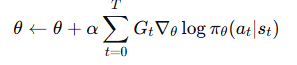 θ ← θ + α ∑_{t=0}^{T} G_t ∇_θ log π_θ(a_t|s_t)